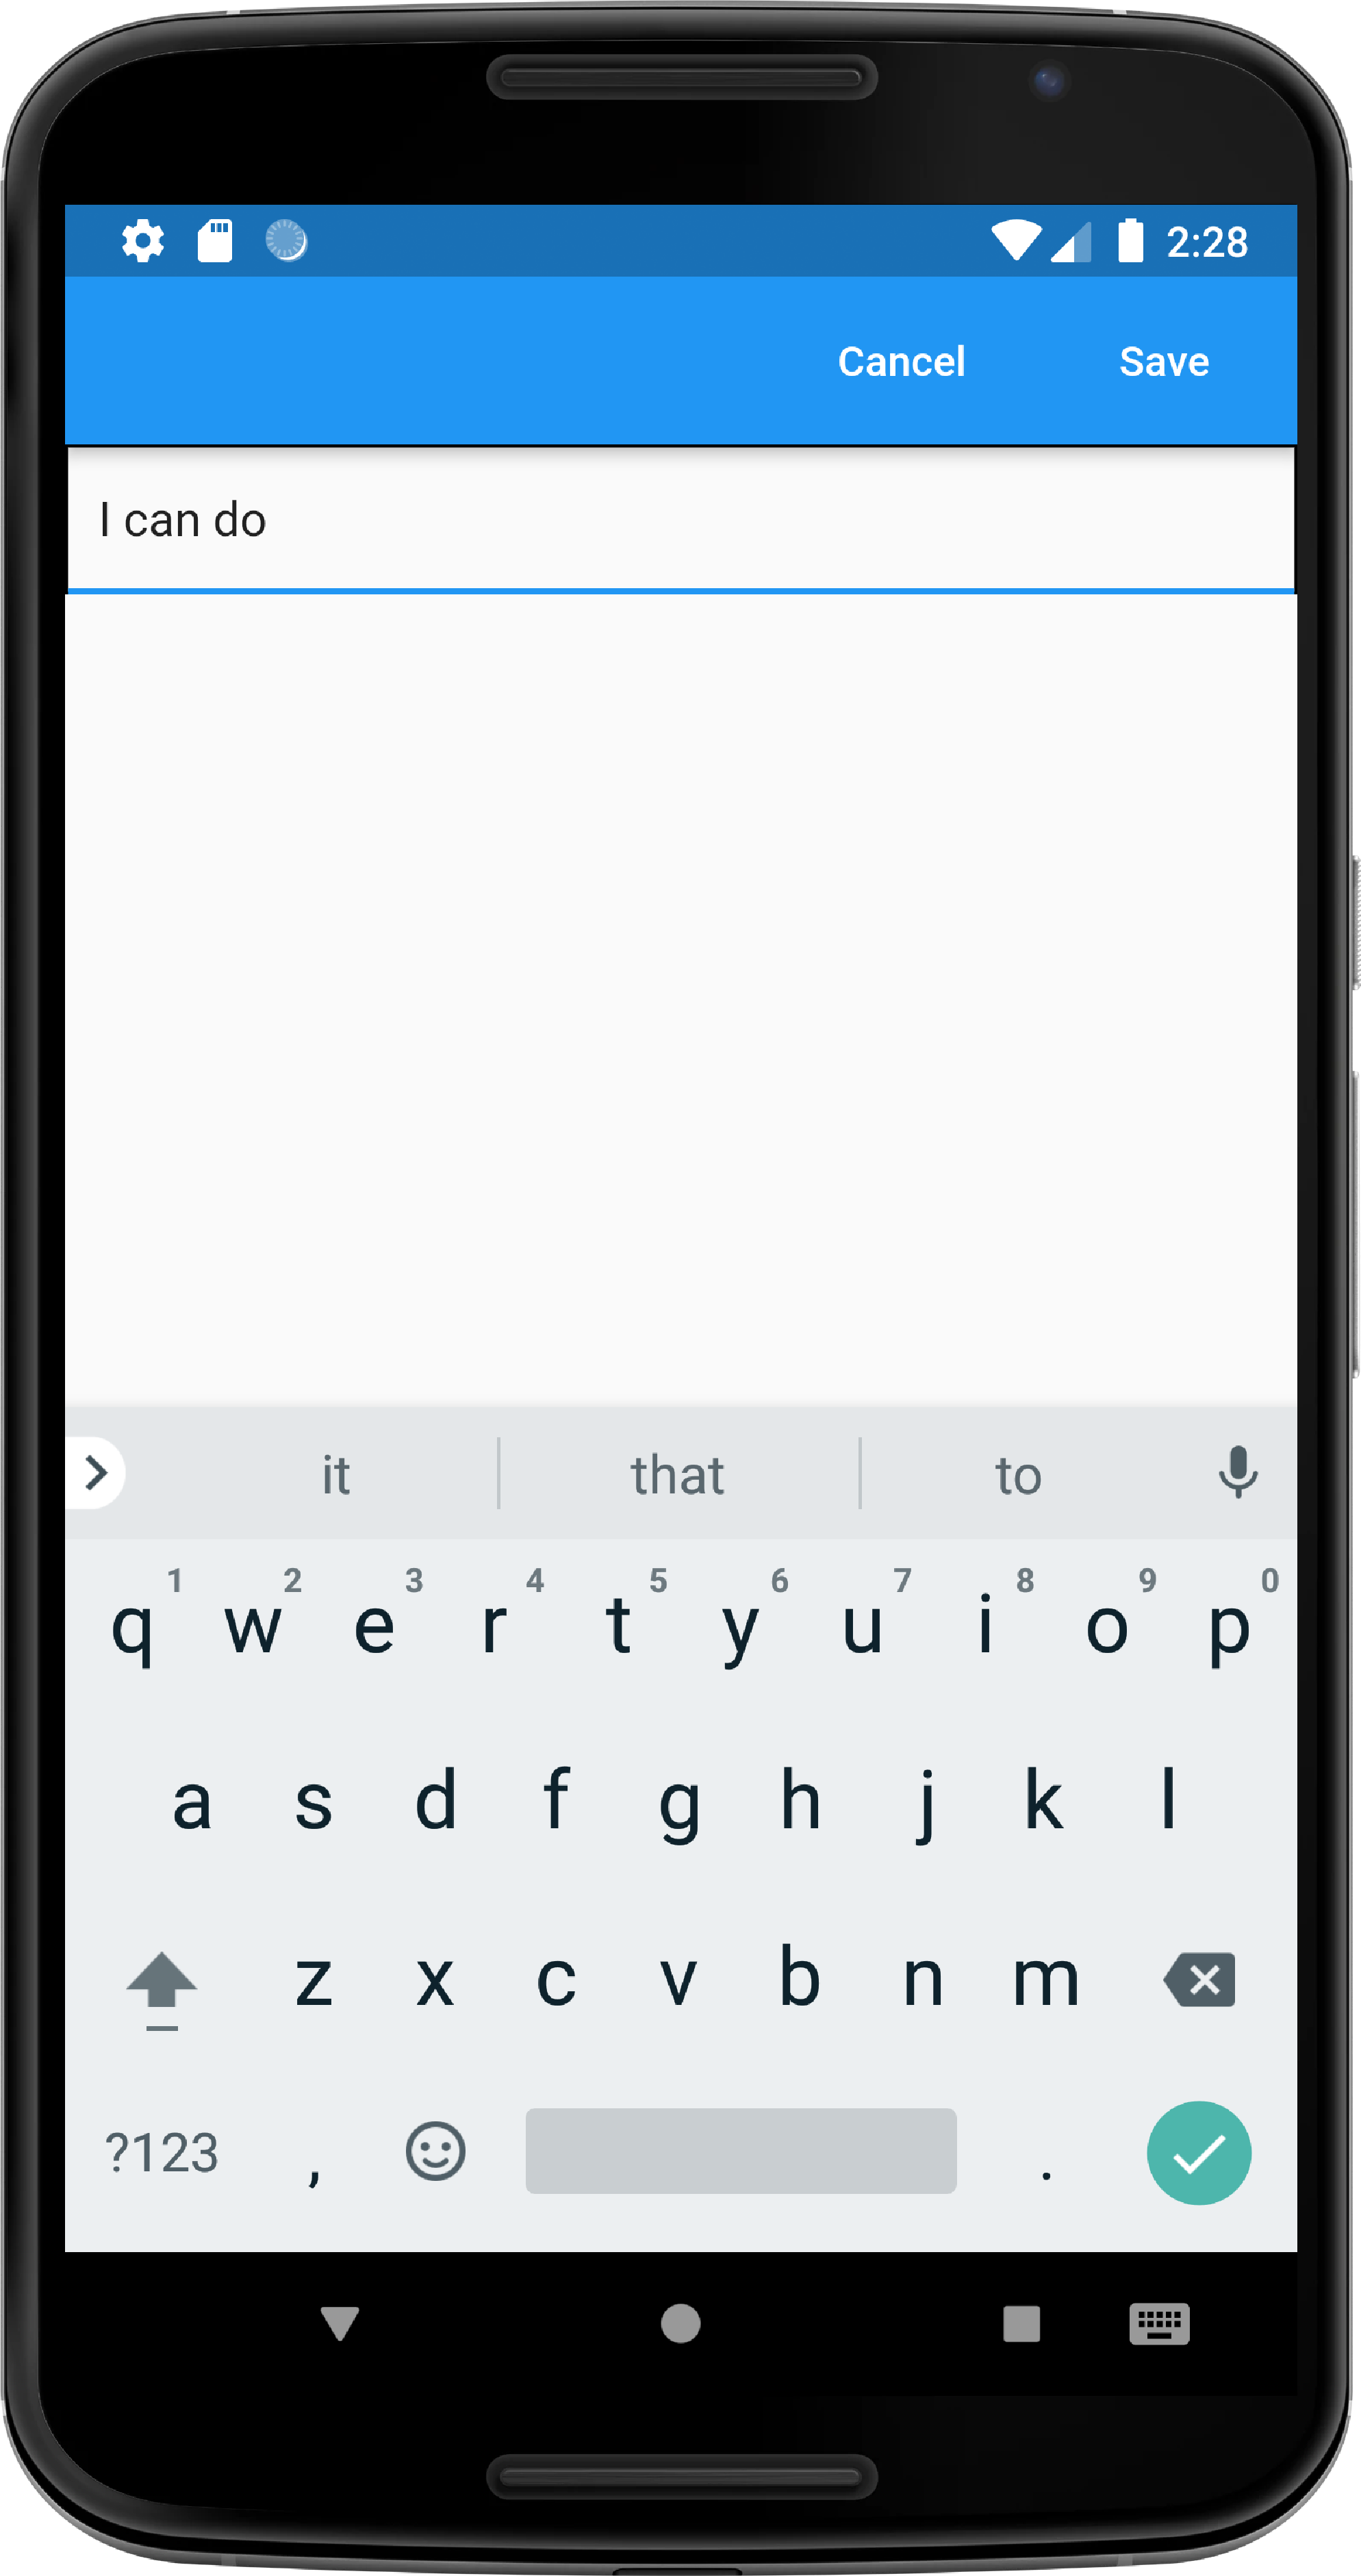 2:28
Cancel Save
I can do
it that to
1 2 3 4 5 6 7 8 9 0
q w e r t y u i o p
a s d f g h j k l
z x c v b n m
?123 , .